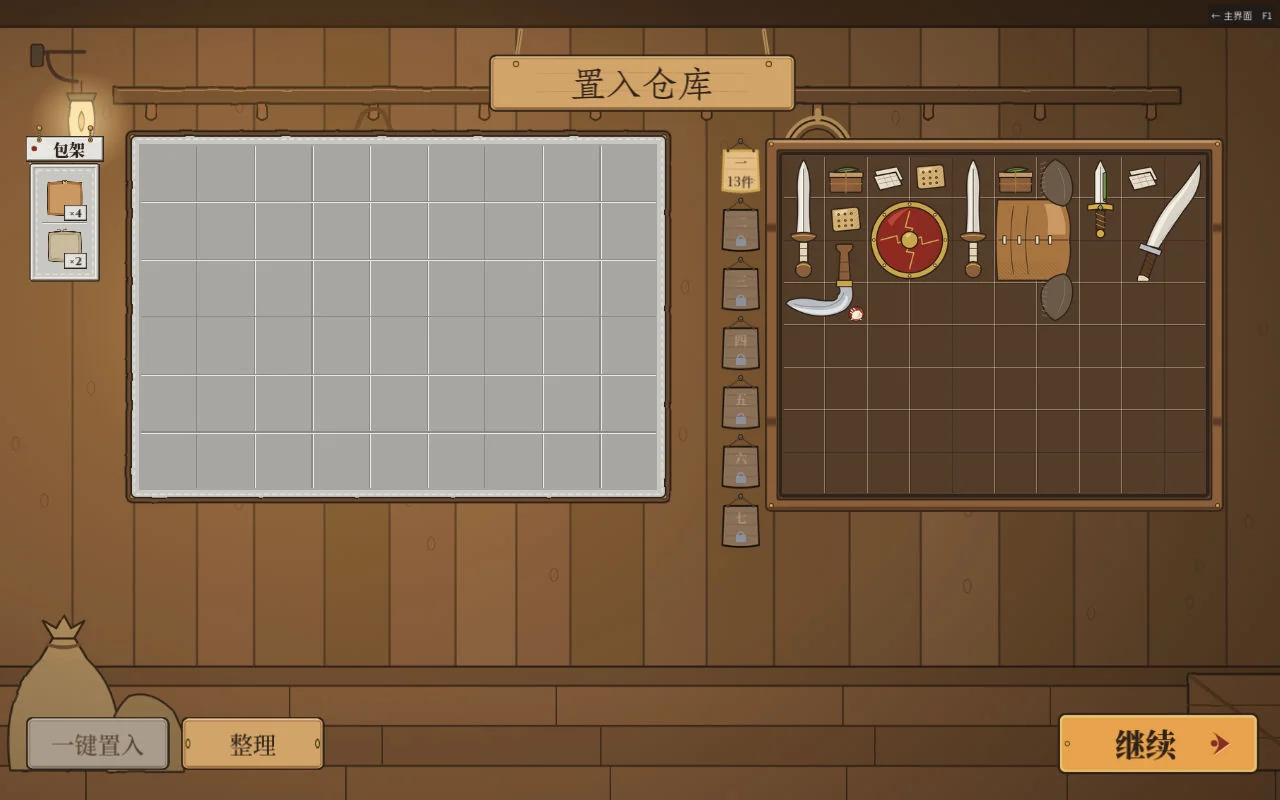 ← 主界面 F1
置入仓库
包架
×4
×2
一
13件
二
三
四
五
六
七
一键置入
整理
继续